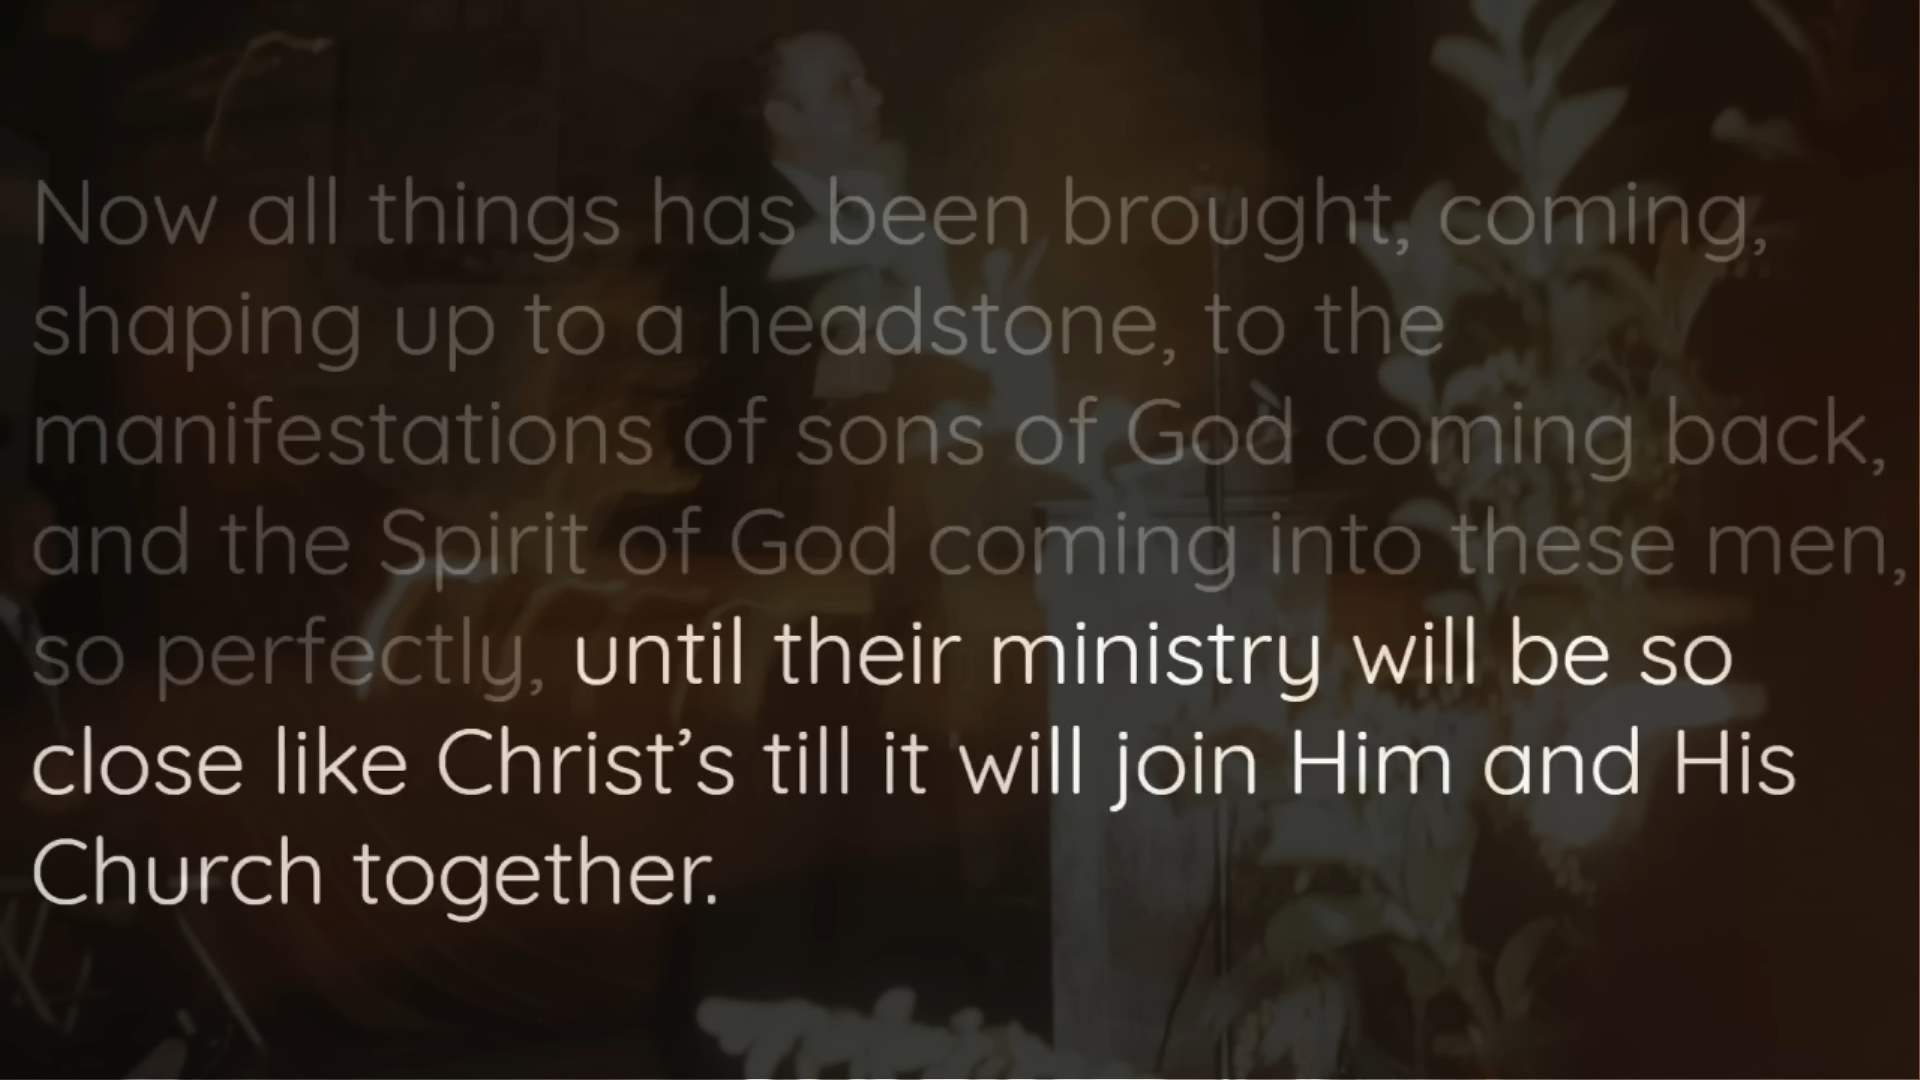 Now all things has been brought, coming,
shaping up to a headstone, to the
manifestations of sons of God coming back,
and the Spirit of God coming into these men,
so perfectly, until their ministry will be so
close like Christ’s till it will join Him and His
Church together.